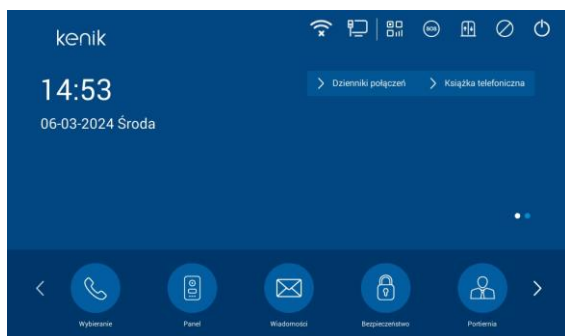 kenik
SOS
14:53
Dzienniki połączeń
Książka telefoniczna
06-03-2024 Środa
Wybieranie
Panel
Wiadomości
Bezpieczeństwo
Portiernia